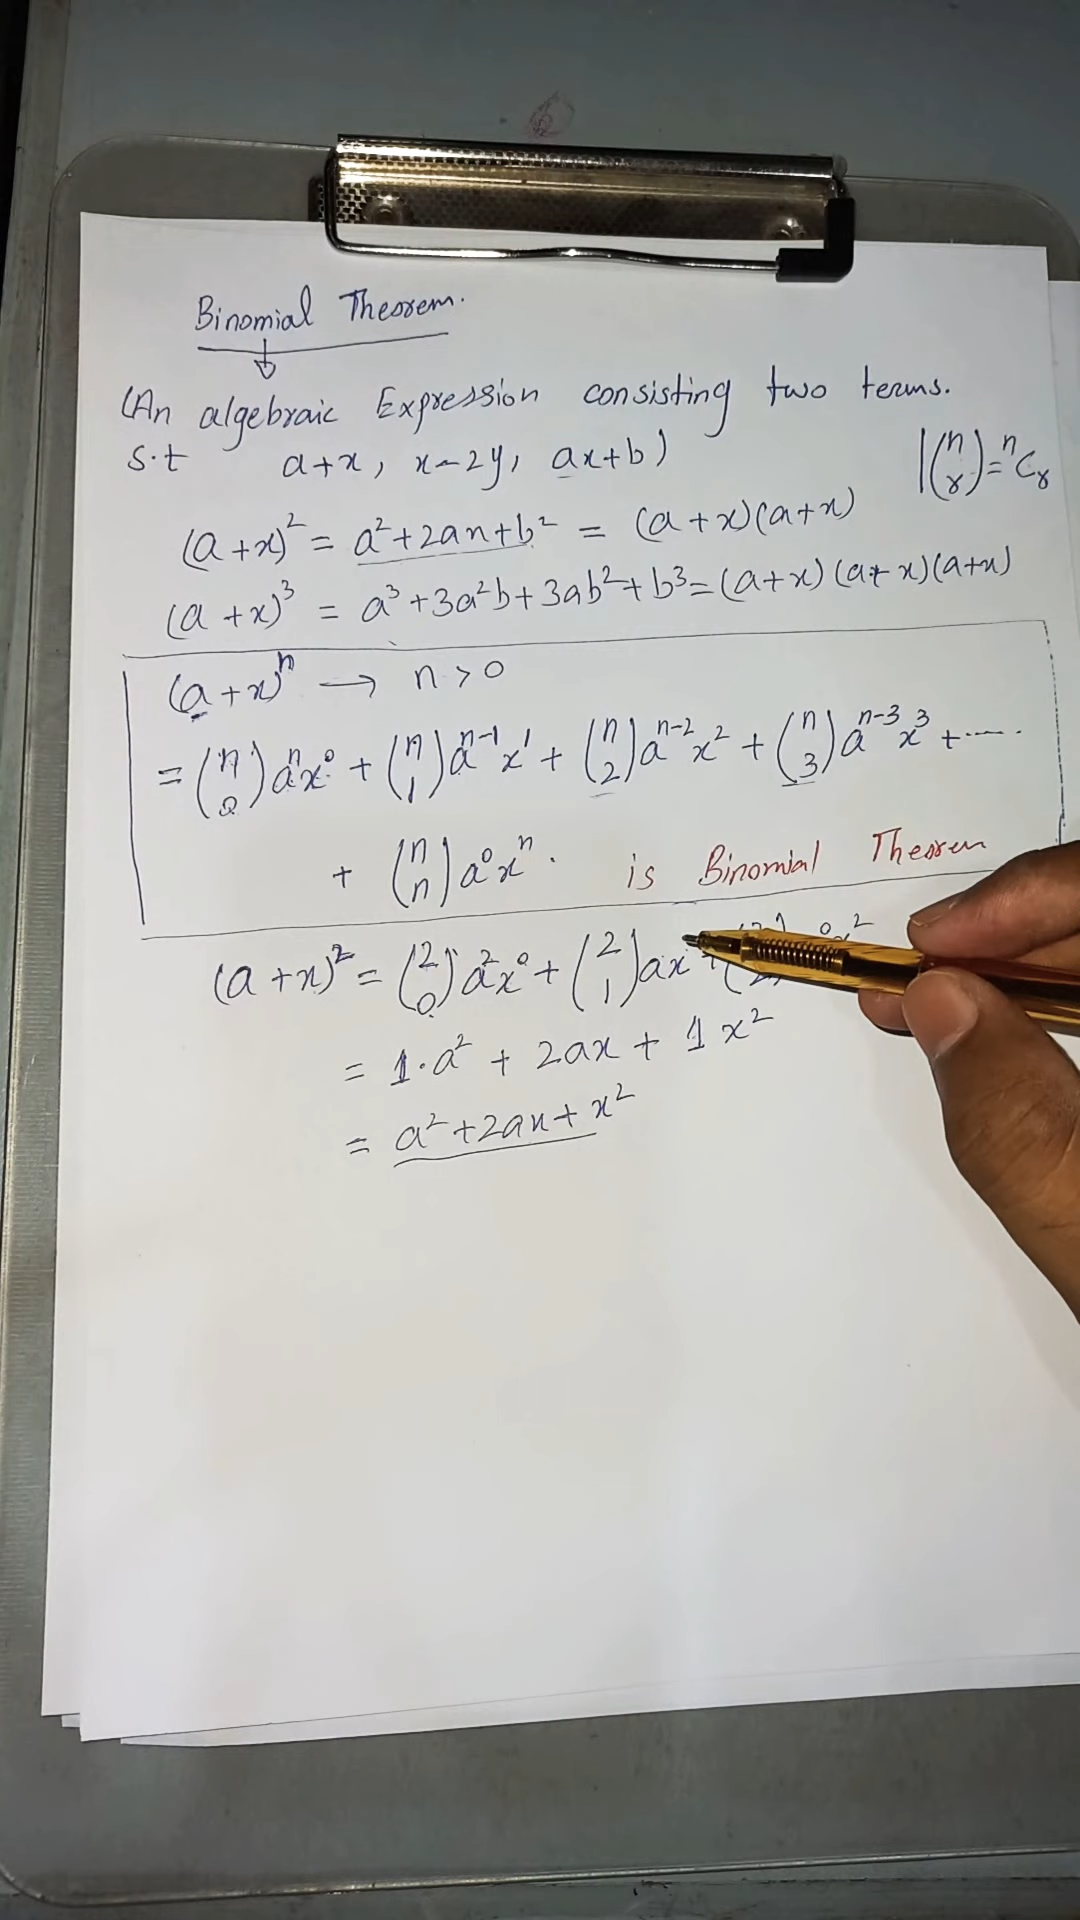 Binomial Theorem.
(An algebraic Expression consisting two terms.
s.t a+x, x-2y, ax+b)
(n r) = ⁿCᵣ
(a+x)² = a²+2ax+b² = (a+x)(a+x)
(a+x)³ = a³+3a²b+3ab²+b³ = (a+x)(a+x)(a+x)
(a+x)ⁿ → n>0
= (n 0) aⁿx⁰ + (n 1) aⁿ⁻¹x¹ + (n 2) aⁿ⁻²x² + (n 3) aⁿ⁻³x³ + ....
+ (n n) a⁰xⁿ. is Binomial Theorem
(a+x)² = (2 0) a²x⁰ + (2 1) ax +
= 1·a² + 2ax + 1x²
= a²+2ax+x²